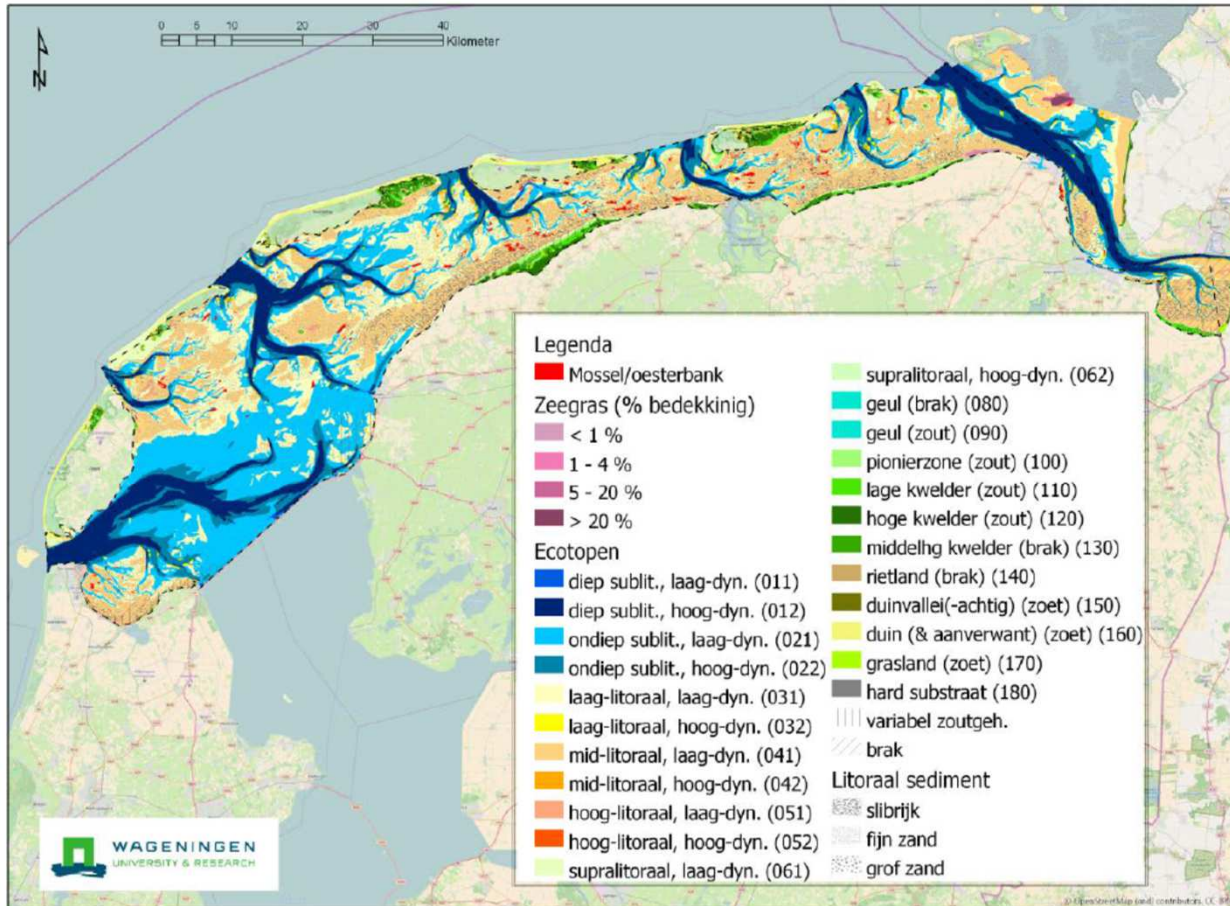 0 5 10 20 30 40
Kilometer
N
Legenda
Mossel/oesterbank
Zeegras (% bedekkinig)
< 1 %
1 - 4 %
5 - 20 %
> 20 %
Ecotopen
diep sublit., laag-dyn. (011)
diep sublit., hoog-dyn. (012)
ondiep sublit., laag-dyn. (021)
ondiep sublit., hoog-dyn. (022)
laag-litoraal, laag-dyn. (031)
laag-litoraal, hoog-dyn. (032)
mid-litoraal, laag-dyn. (041)
mid-litoraal, hoog-dyn. (042)
hoog-litoraal, laag-dyn. (051)
hoog-litoraal, hoog-dyn. (052)
supralitoraal, laag-dyn. (061)
supralitoraal, hoog-dyn. (062)
geul (brak) (080)
geul (zout) (090)
pionierzone (zout) (100)
lage kwelder (zout) (110)
hoge kwelder (zout) (120)
middelhg kwelder (brak) (130)
rietland (brak) (140)
duinvallei(-achtig) (zoet) (150)
duin (& aanverwant) (zoet) (160)
grasland (zoet) (170)
hard substraat (180)
variabel zoutgeh.
brak
Litoraal sediment
slibrijk
fijn zand
grof zand
WAGENINGEN
UNIVERSITY & RESEARCH
© OpenStreetMap (and) contributors, CC-BY